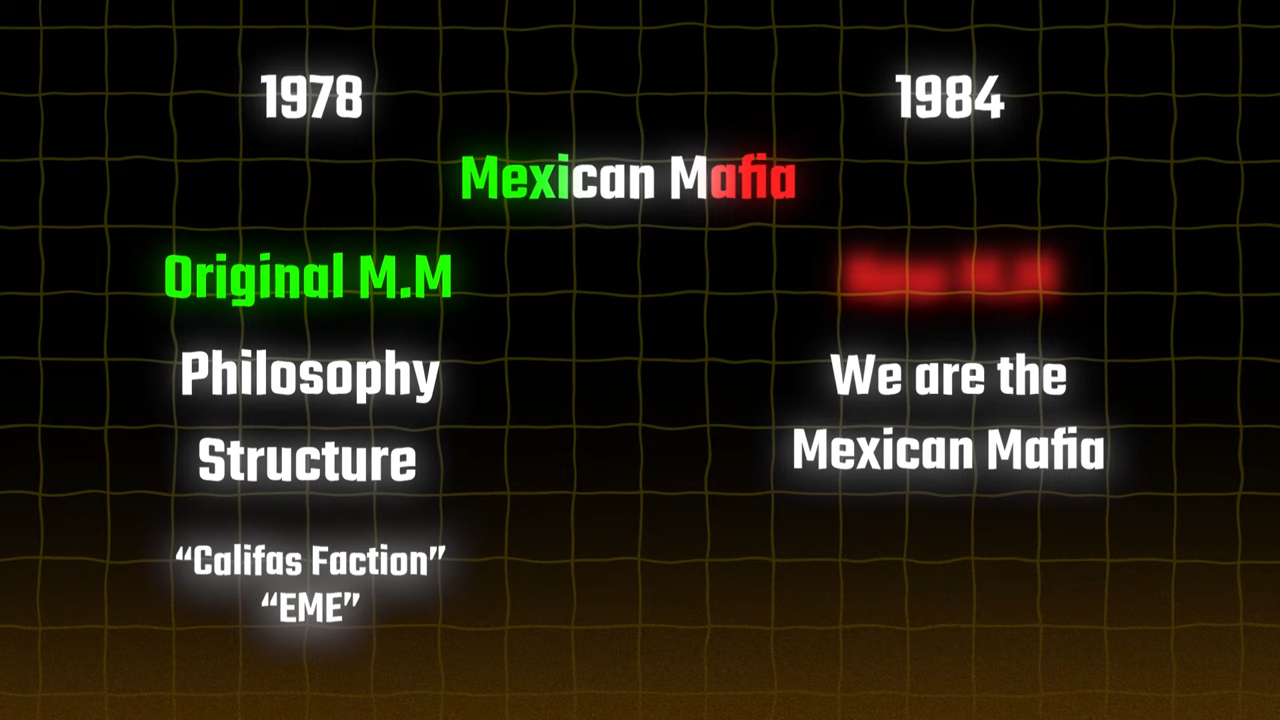 1978
1984
Mexican Mafia
Original M.M
Philosophy
Structure
“Califas Faction”
“EME”
We are the
Mexican Mafia